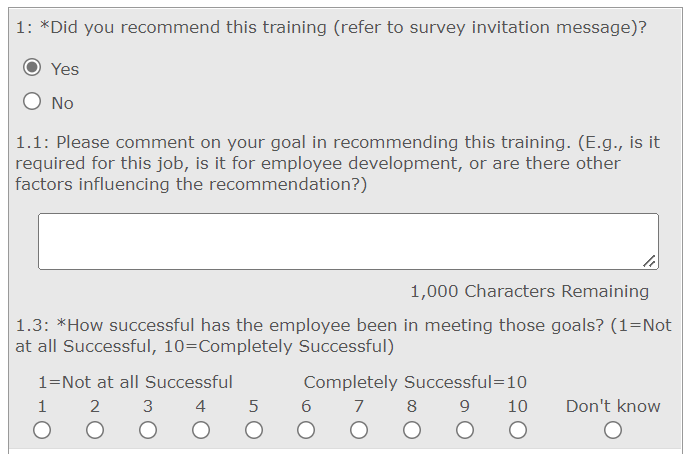 1: *Did you recommend this training (refer to survey invitation message)?
Yes
No
1.1: Please comment on your goal in recommending this training. (E.g., is it
required for this job, is it for employee development, or are there other
factors influencing the recommendation?)
1,000 Characters Remaining
1.3: *How successful has the employee been in meeting those goals? (1=Not
at all Successful, 10=Completely Successful)
1=Not at all Successful Completely Successful=10
1 2 3 4 5 6 7 8 9 10 Don't know